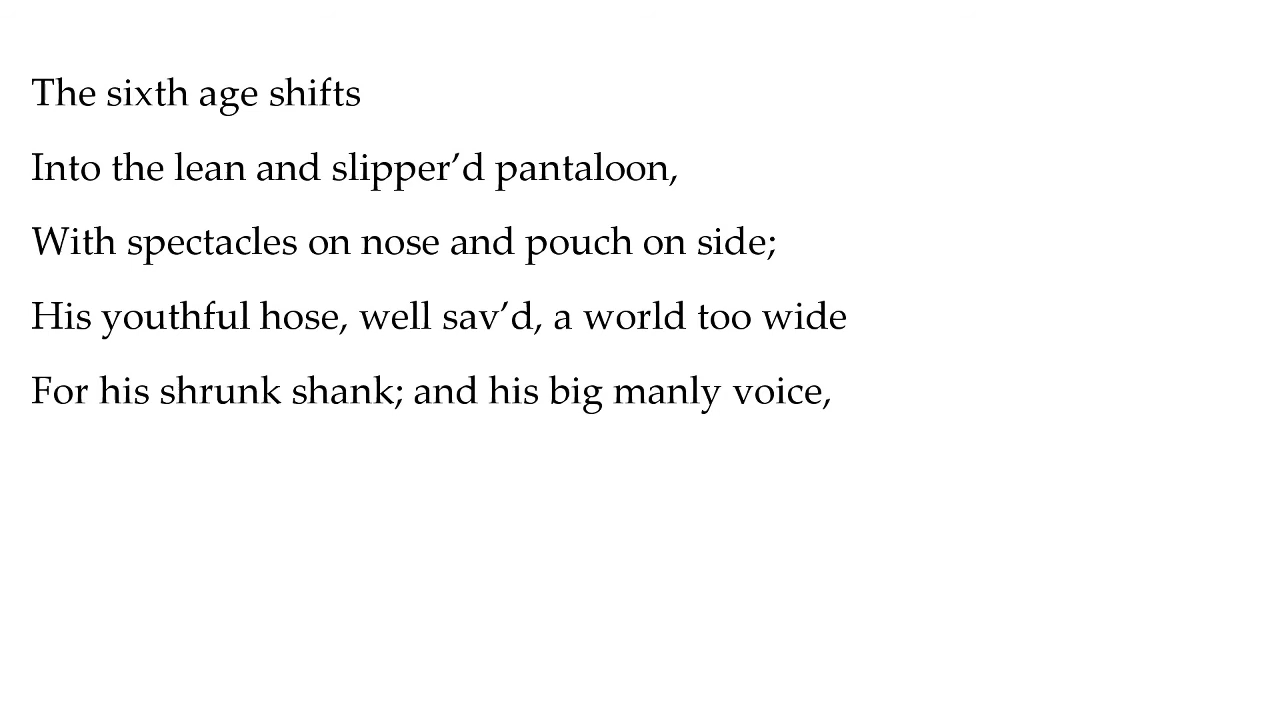 The sixth age shifts
Into the lean and slipper’d pantaloon,
With spectacles on nose and pouch on side;
His youthful hose, well sav’d, a world too wide
For his shrunk shank; and his big manly voice,